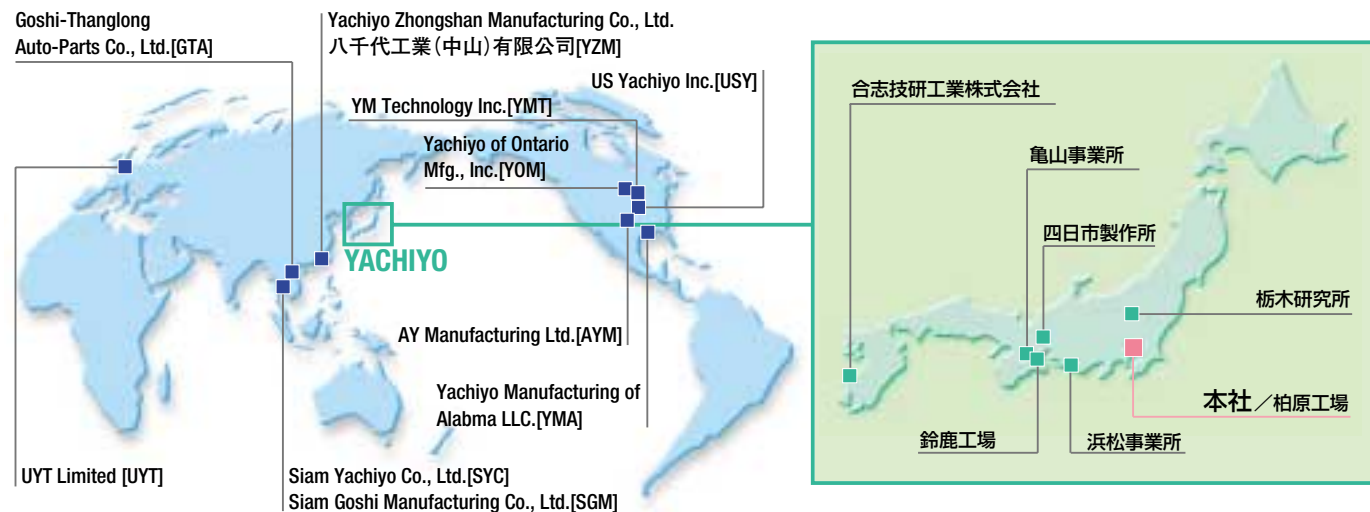 Goshi-Thanglong
Auto-Parts Co., Ltd.[GTA]
Yachiyo Zhongshan Manufacturing Co., Ltd.
八千代工業(中山)有限公司[YZM]
US Yachiyo Inc.[USY]
YM Technology Inc.[YMT]
Yachiyo of Ontario
Mfg., Inc.[YOM]
YACHIYO
AY Manufacturing Ltd.[AYM]
Yachiyo Manufacturing of
Alabma LLC.[YMA]
UYT Limited [UYT]
Siam Yachiyo Co., Ltd.[SYC]
Siam Goshi Manufacturing Co., Ltd.[SGM]
合志技研工業株式会社
亀山事業所
四日市製作所
栃木研究所
本社/柏原工場
鈴鹿工場
浜松事業所